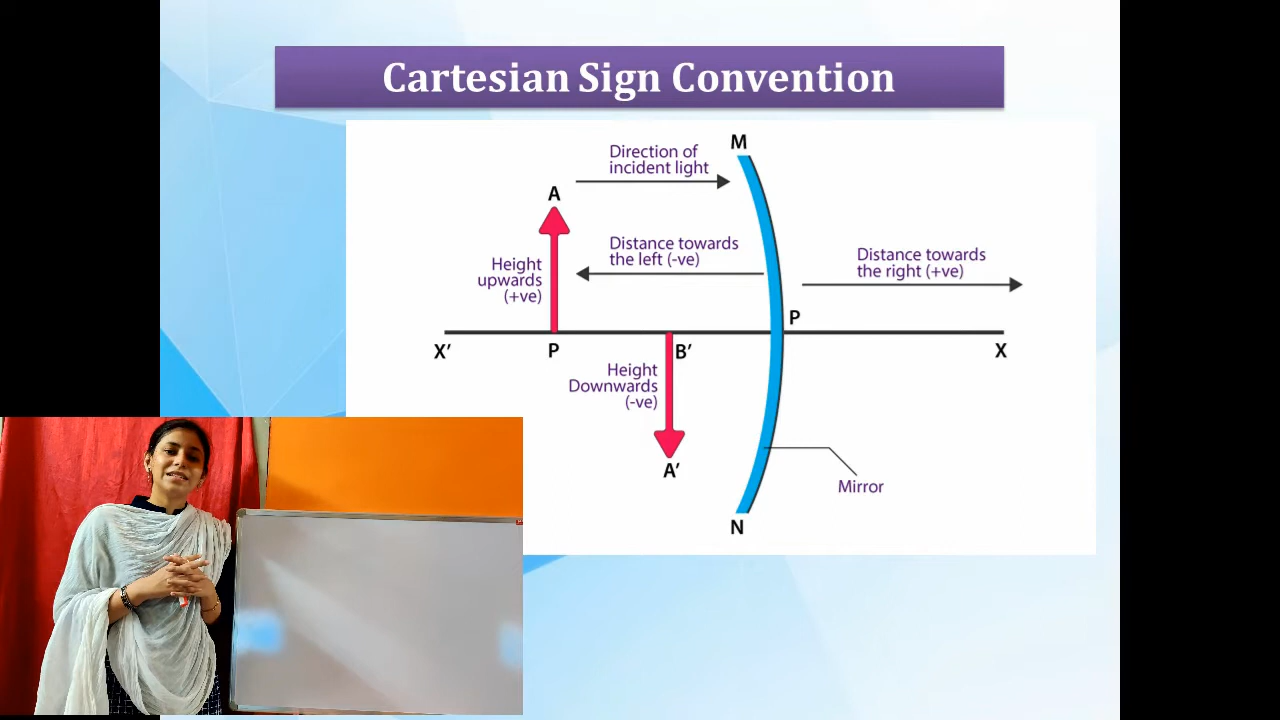 Cartesian Sign Convention
M
Direction of
incident light
A
Distance towards
the left (-ve)
Distance towards
the right (+ve)
Height
upwards
(+ve)
P
X’
P
B’
X
Height
Downwards
(-ve)
A’
Mirror
N